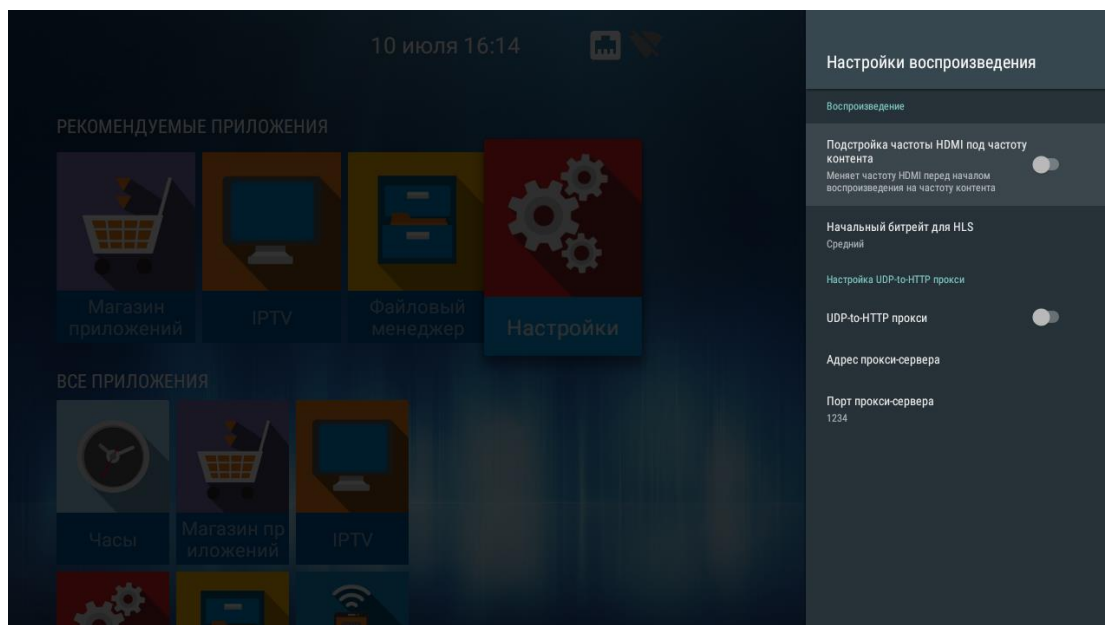 10 июля 16:14
РЕКОМЕНДУЕМЫЕ ПРИЛОЖЕНИЯ
Магазин
приложений
IPTV
Файловый
менеджер
Настройки
ВСЕ ПРИЛОЖЕНИЯ
Часы
Магазин пр
иложений
IPTV
Настройки воспроизведения
Воспроизведение
Подстройка частоты HDMI под частоту
контента
Меняет частоту HDMI перед началом
воспроизведения на частоту контента
Начальный битрейт для HLS
Средний
Настройка UDP-to-HTTP прокси
UDP-to-HTTP прокси
Адрес прокси-сервера
Порт прокси-сервера
1234